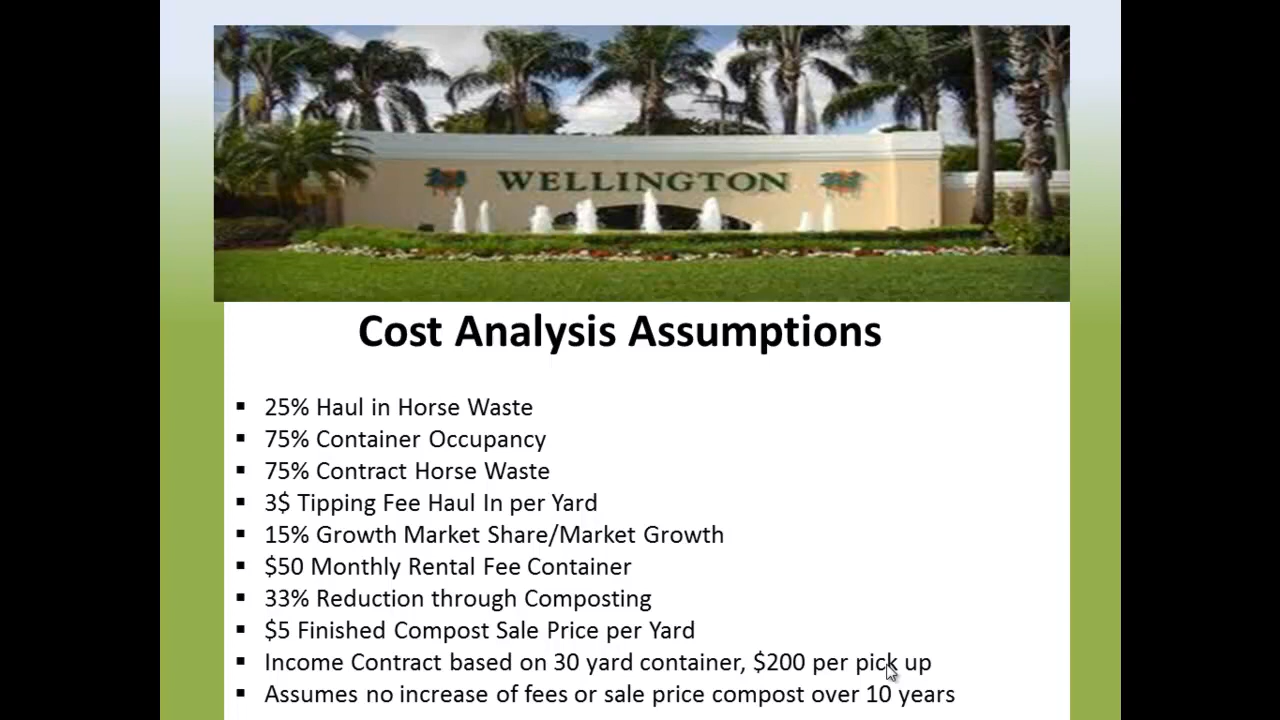 WELLINGTON
Cost Analysis Assumptions
▪ 25% Haul in Horse Waste
▪ 75% Container Occupancy
▪ 75% Contract Horse Waste
▪ 3$ Tipping Fee Haul In per Yard
▪ 15% Growth Market Share/Market Growth
▪ $50 Monthly Rental Fee Container
▪ 33% Reduction through Composting
▪ $5 Finished Compost Sale Price per Yard
▪ Income Contract based on 30 yard container, $200 per pick up
▪ Assumes no increase of fees or sale price compost over 10 years